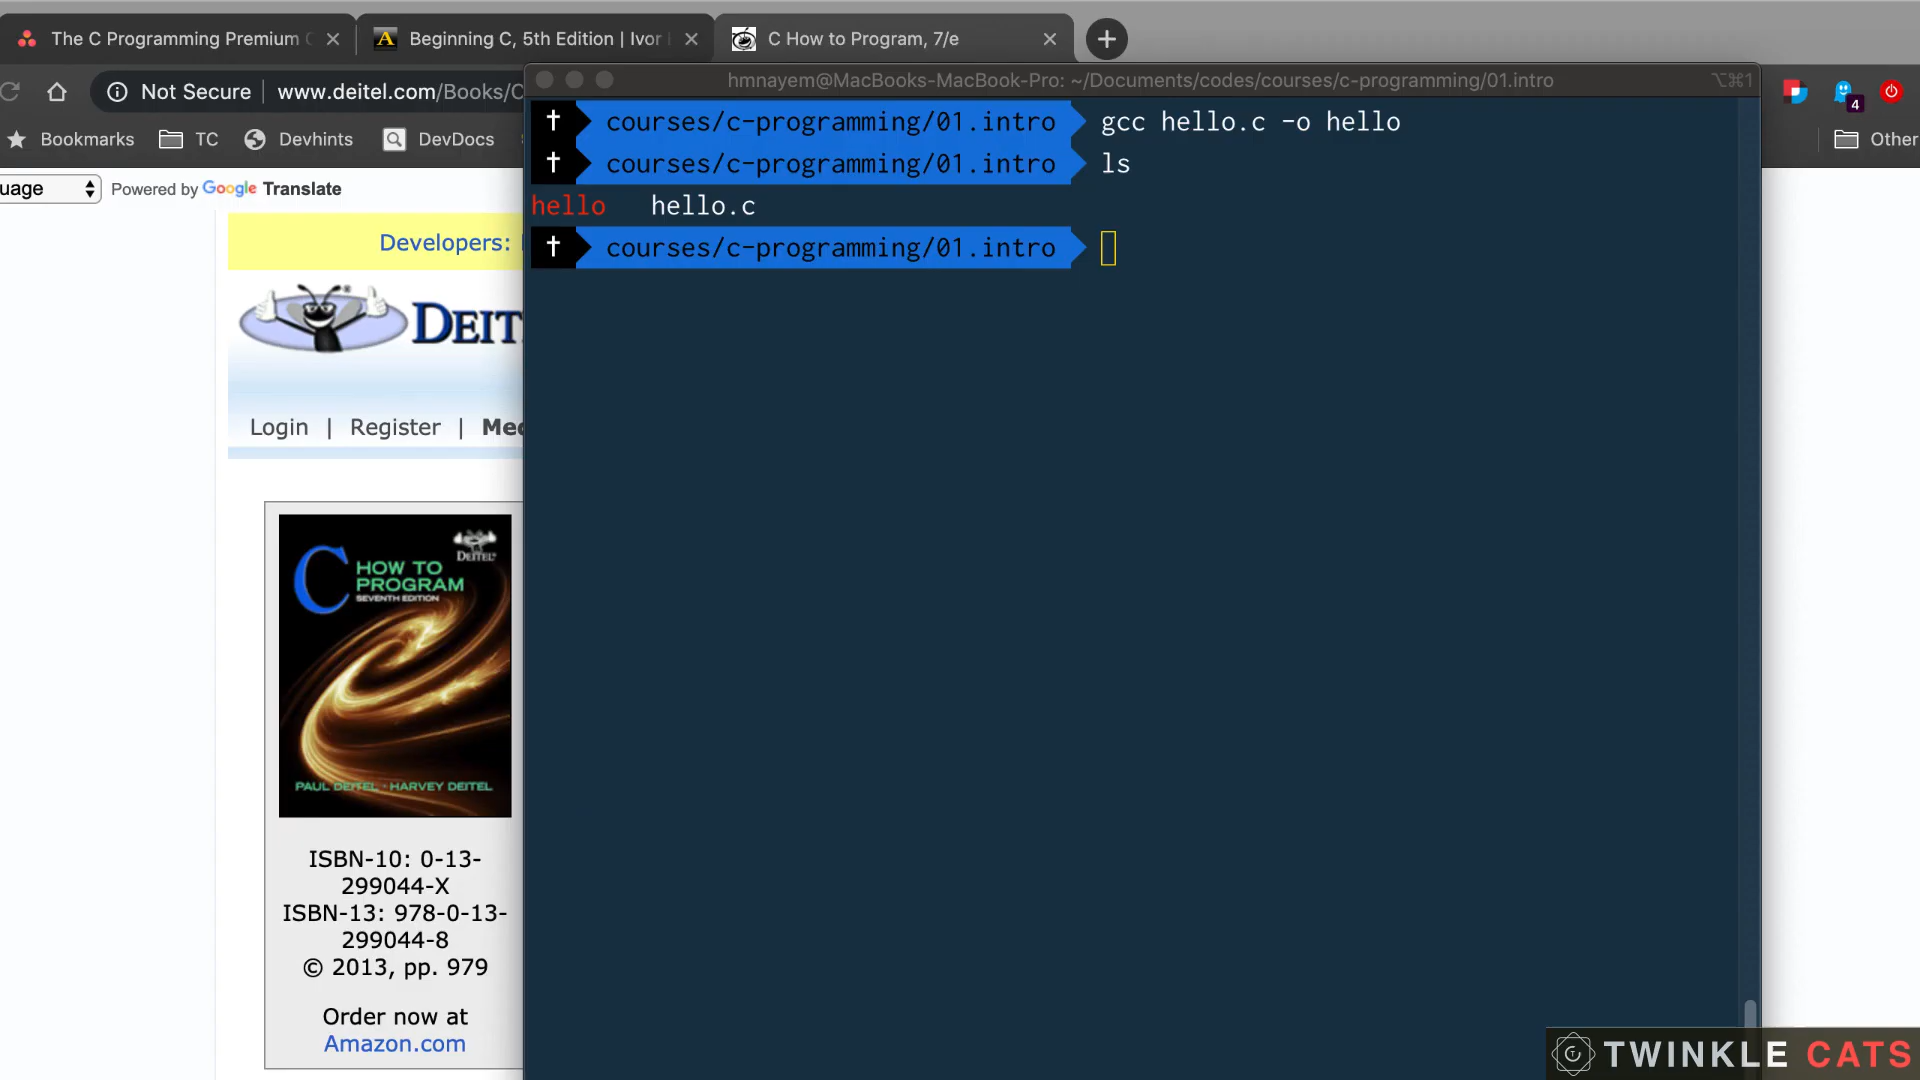 The C Programming Premium
Beginning C, 5th Edition | Ivor
C How to Program, 7/e
Not Secure
www.deitel.com/Books/C
Bookmarks
TC
Devhints
DevDocs
Other
4
uage
Powered by Google Translate
Developers:
DEIT
Login | Register | Med
C HOW TO PROGRAM
SEVENTH EDITION
DEITEL
PAUL DEITEL · HARVEY DEITEL
ISBN-10: 0-13-
299044-X
ISBN-13: 978-0-13-
299044-8
© 2013, pp. 979
Order now at
Amazon.com
hmnayem@MacBooks-MacBook-Pro: ~/Documents/codes/courses/c-programming/01.intro
⌥⌘1
† courses/c-programming/01.intro gcc hello.c -o hello
† courses/c-programming/01.intro ls
hello hello.c
† courses/c-programming/01.intro
TWINKLE CATS